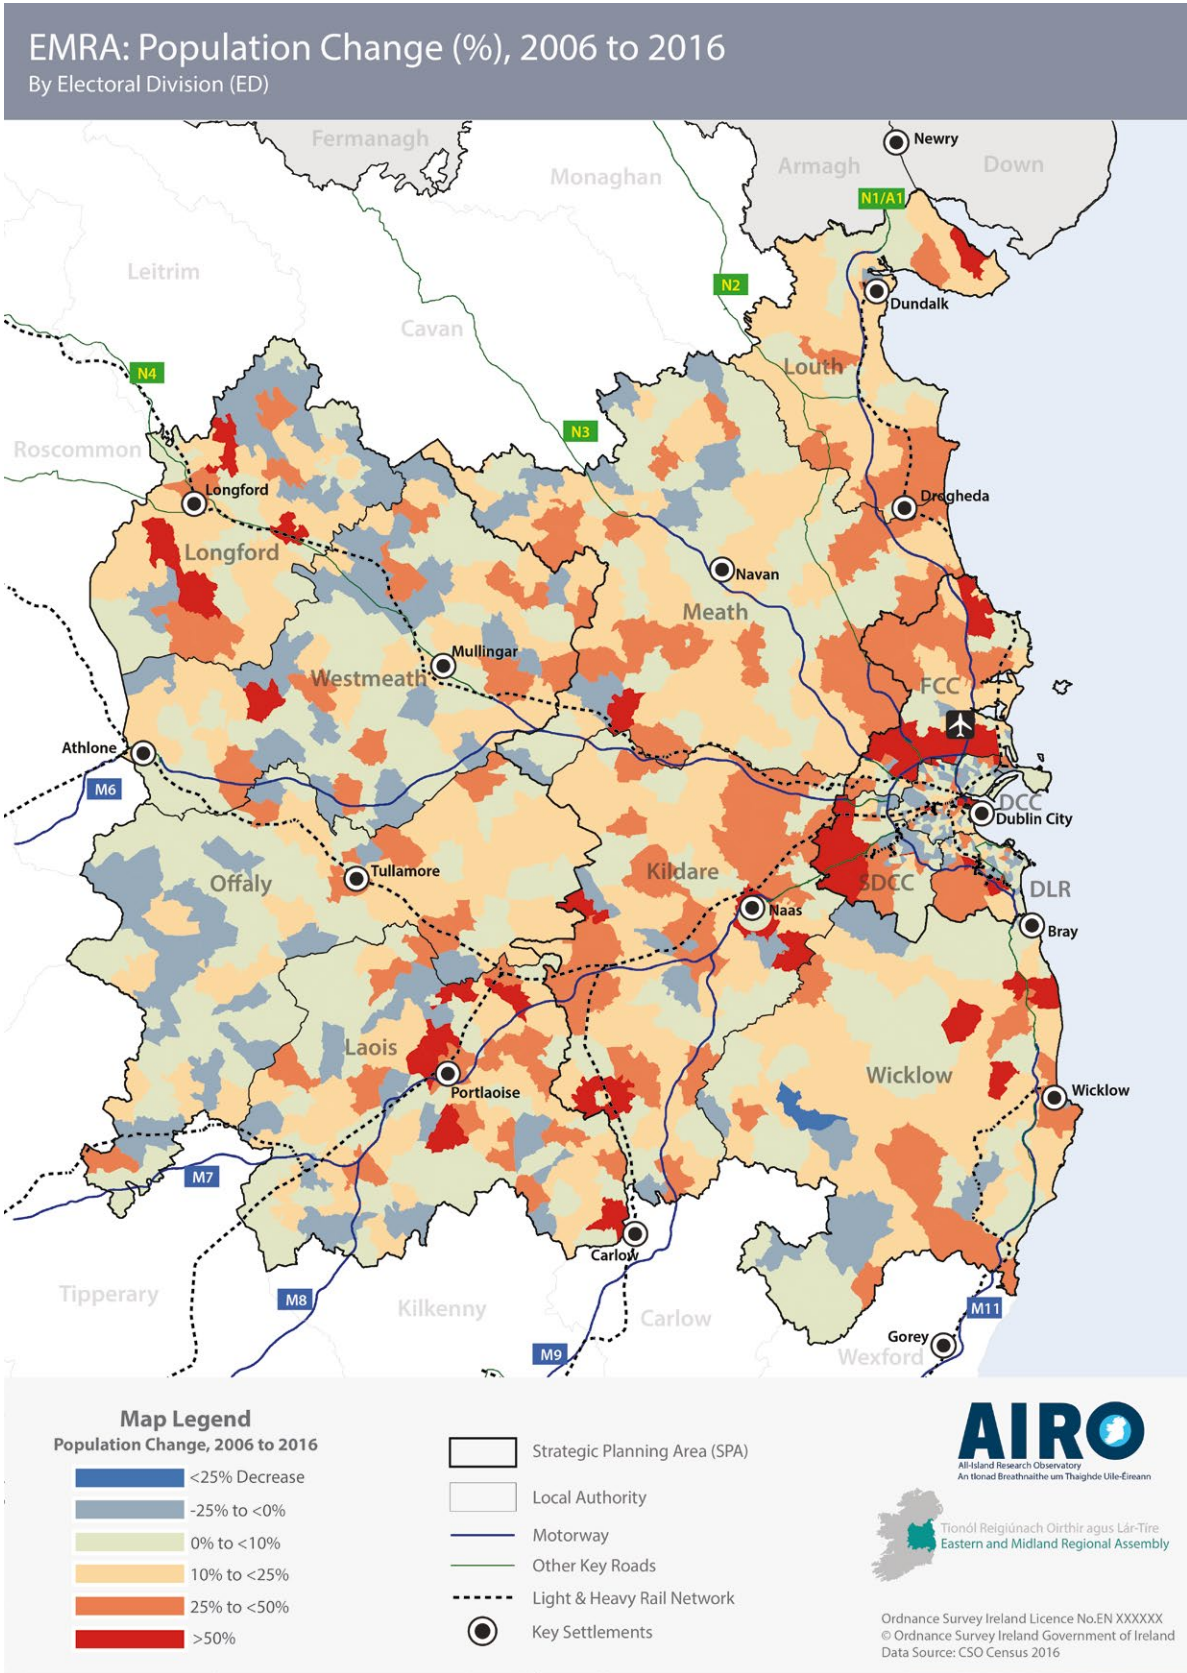 EMRA: Population Change (%), 2006 to 2016
By Electoral Division (ED)
Fermanagh
Monaghan
Armagh
Newry
Down
N1/A1
Leitrim
Cavan
N2
Dundalk
Louth
N4
N3
Roscommon
Longford
Longford
Drogheda
Navan
Meath
Mullingar
Westmeath
FCC
Athlone
M6
DCC
Dublin City
Tullamore
Offaly
Kildare
SDCC
DLR
Naas
Bray
Laois
Portlaoise
Wicklow
Wicklow
M7
Carlow
Tipperary
M8
Kilkenny
Carlow
M11
M9
Gorey
Wexford
Map Legend
Population Change, 2006 to 2016
<25% Decrease
-25% to <0%
0% to <10%
10% to <25%
25% to <50%
>50%
Strategic Planning Area (SPA)
Local Authority
Motorway
Other Key Roads
Light & Heavy Rail Network
Key Settlements
AIRO
All-Island Research Observatory
An tIonad Breathnaithe um Thaighde Uile-Éireann
Tionól Reigiúnach Oirthir agus Lár-Tíre
Eastern and Midland Regional Assembly
Ordnance Survey Ireland Licence No.EN XXXXXX
© Ordnance Survey Ireland Government of Ireland
Data Source: CSO Census 2016